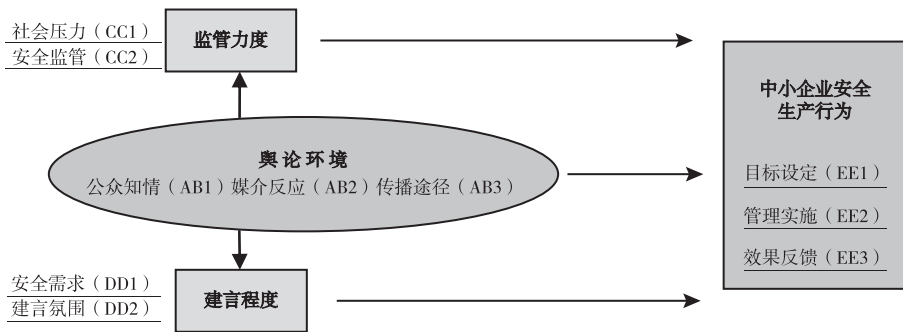 社会压力（CC1）
安全监管（CC2）
监管力度
舆论环境
公众知情（AB1）媒介反应（AB2）传播途径（AB3）
安全需求（DD1）
建言氛围（DD2）
建言程度
中小企业安全
生产行为
目标设定（EE1）
管理实施（EE2）
效果反馈（EE3）